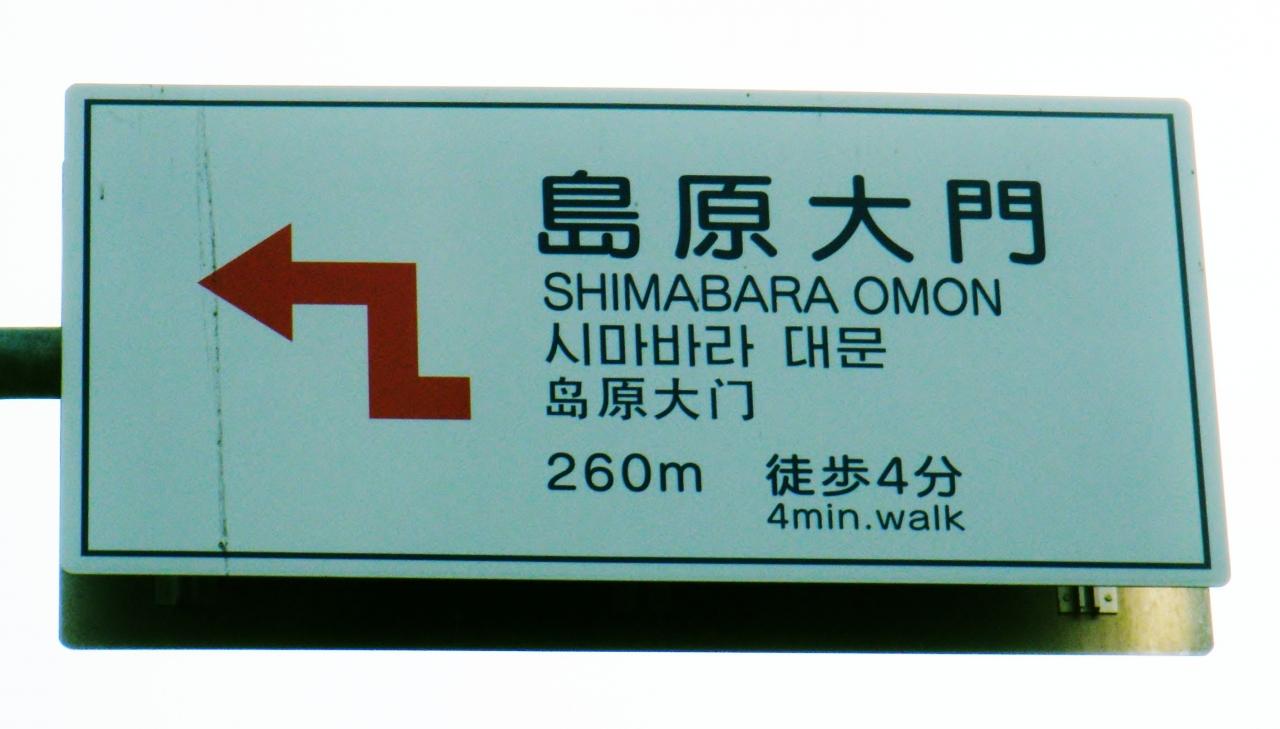 島原大門
SHIMABARA OMON
시마바라 대문
岛原大门
260m 徒歩4分
4min.walk